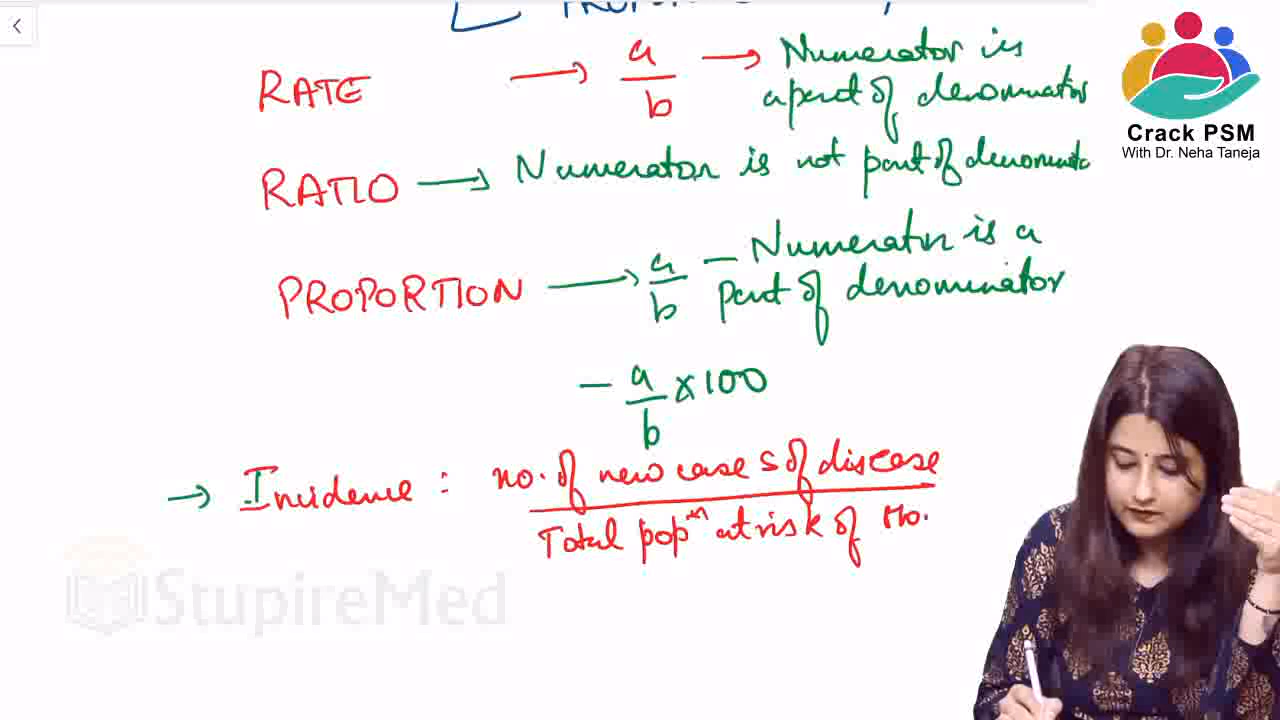 RATE → a/b → Numerator is
a part of denominator
RATIO → Numerator is not part of denominator
PROPORTION → a/b – Numerator is a
part of denominator
– a/b × 100
→ Incidence : no. of new cases of disease
Total popⁿ at risk of
Crack PSM
With Dr. Neha Taneja
StupireMed